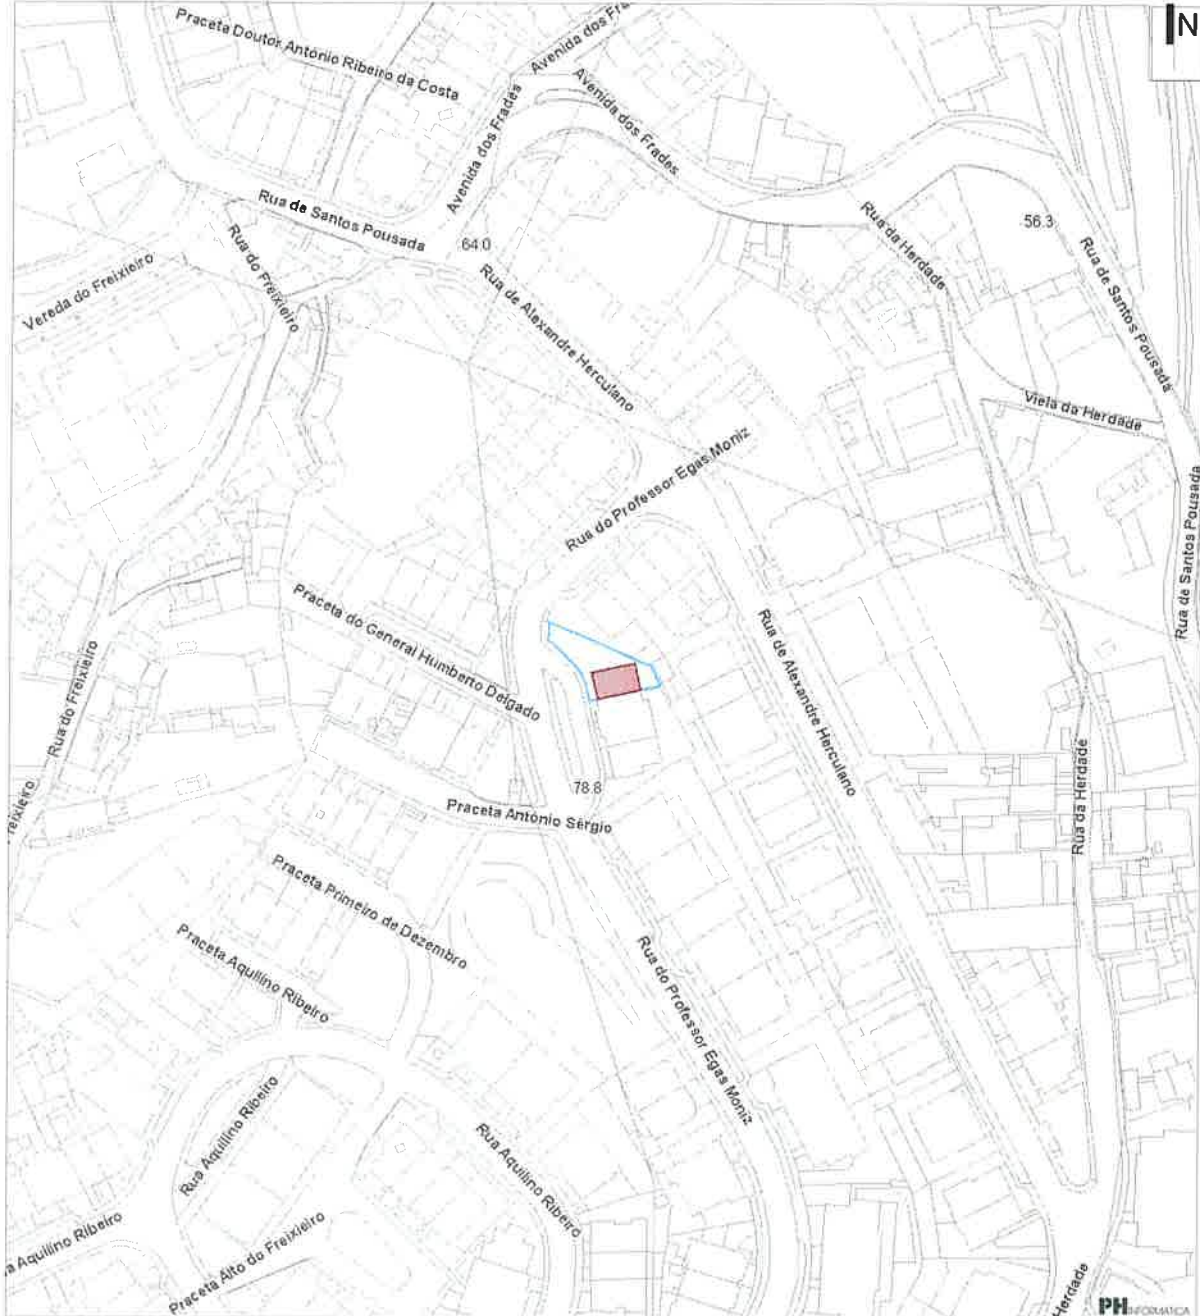 N
Praceta Doutor António Ribeiro da Costa
Avenida dos Fra
Avenida dos Frades
Avenida dos Frades
Rua de Santos Pousada
64.0
Rua da Herdade
56.3
Rua do Freixieiro
Vereda do Freixieiro
Rua de Alexandre Herculano
Rua de Santos Pousada
Viela da Herdade
Rua do Professor Egas Moniz
Rua de Santos Pousada
Praceta do General Humberto Delgado
Rua de Alexandre Herculano
Rua do Freixieiro
Rua da Herdade
reixieiro
78.8
Praceta António Sérgio
Praceta Primeiro de Dezembro
Praceta Aquilino Ribeiro
Rua do Professor Egas Moniz
Rua Aquilino Ribeiro
Rua Aquilino Ribeiro
a Aquilino Ribeiro
Praceta Alto do Freixieiro
Herdade
PH INFORMÁTICA